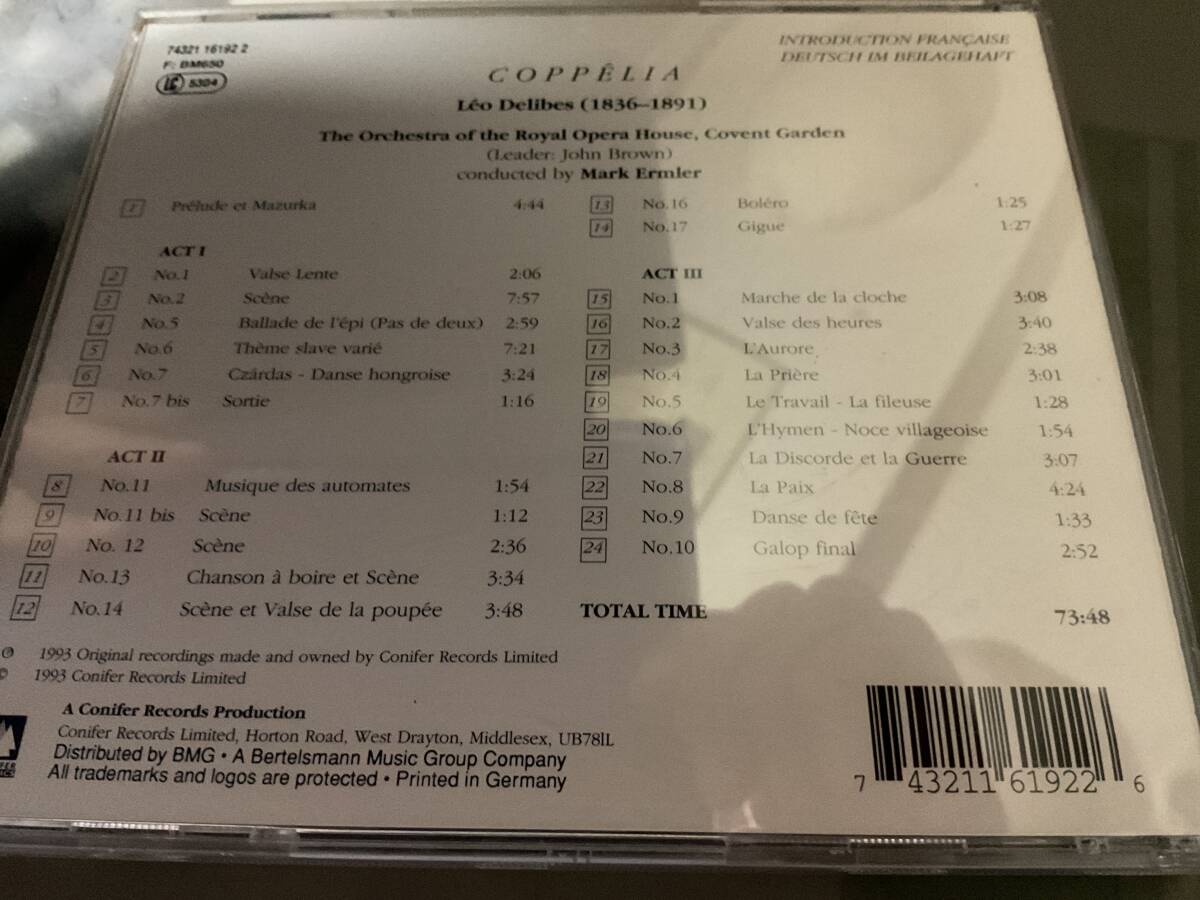 74321 16192 2
F: BM650
LC 5304
INTRODUCTION FRANÇAISE
DEUTSCH IM BEILAGEHAFT
COPPÊLIA
Léo Delibes (1836–1891)
The Orchestra of the Royal Opera House, Covent Garden
(Leader: John Brown)
conducted by Mark Ermler
1 Prélude et Mazurka 4:44
ACT I
2 No.1 Valse Lente 2:06
3 No.2 Scène 7:57
4 No.5 Ballade de l'épi (Pas de deux) 2:59
5 No.6 Thème slave varié 7:21
6 No.7 Czárdas - Danse hongroise 3:24
7 No.7 bis Sortie 1:16
ACT II
8 No.11 Musique des automates 1:54
9 No.11 bis Scène 1:12
10 No. 12 Scène 2:36
11 No.13 Chanson à boire et Scène 3:34
12 No.14 Scène et Valse de la poupée 3:48
13 No.16 Boléro 1:25
14 No.17 Gigue 1:27
ACT III
15 No.1 Marche de la cloche 3:08
16 No.2 Valse des heures 3:40
17 No.3 L'Aurore 2:38
18 No.4 La Prière 3:01
19 No.5 Le Travail - La fileuse 1:28
20 No.6 L'Hymen - Noce villageoise 1:54
21 No.7 La Discorde et la Guerre 3:07
22 No.8 La Paix 4:24
23 No.9 Danse de fête 1:33
24 No.10 Galop final 2:52
TOTAL TIME 73:48
℗ 1993 Original recordings made and owned by Conifer Records Limited
© 1993 Conifer Records Limited
A Conifer Records Production
Conifer Records Limited, Horton Road, West Drayton, Middlesex, UB78JL
Distributed by BMG • A Bertelsmann Music Group Company
All trademarks and logos are protected • Printed in Germany
7 43211 61922 6